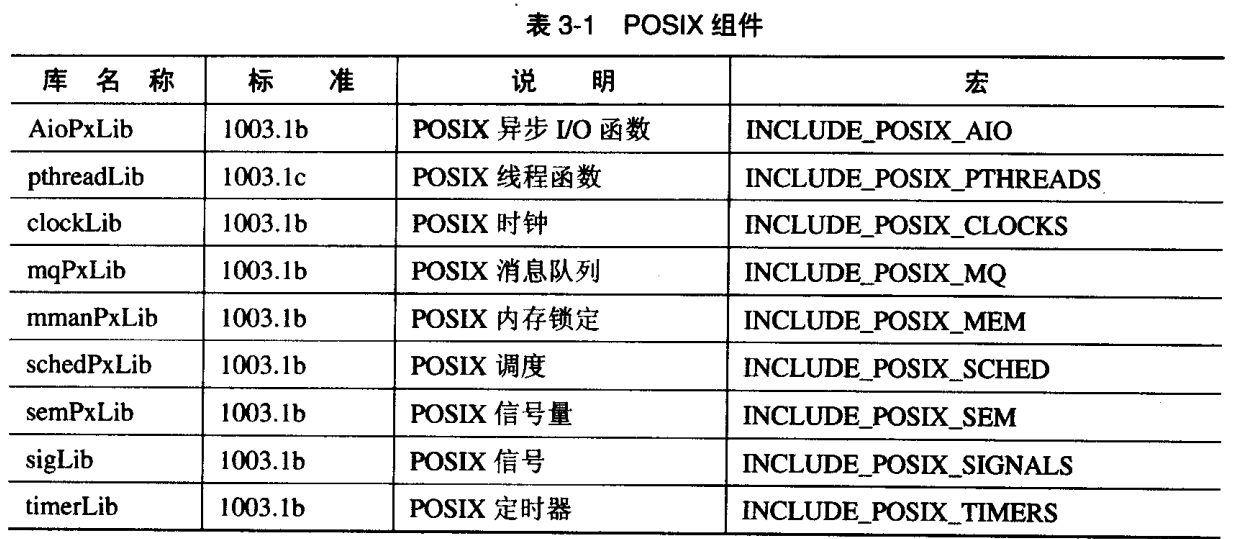 表 3-1 POSIX 组件
库名称 标准 说明 宏
AioPxLib 1003.1b POSIX 异步 I/O 函数 INCLUDE_POSIX_AIO
pthreadLib 1003.1c POSIX 线程函数 INCLUDE_POSIX_PTHREADS
clockLib 1003.1b POSIX 时钟 INCLUDE_POSIX_CLOCKS
mqPxLib 1003.1b POSIX 消息队列 INCLUDE_POSIX_MQ
mmanPxLib 1003.1b POSIX 内存锁定 INCLUDE_POSIX_MEM
schedPxLib 1003.1b POSIX 调度 INCLUDE_POSIX_SCHED
semPxLib 1003.1b POSIX 信号量 INCLUDE_POSIX_SEM
sigLib 1003.1b POSIX 信号 INCLUDE_POSIX_SIGNALS
timerLib 1003.1b POSIX 定时器 INCLUDE_POSIX_TIMERS